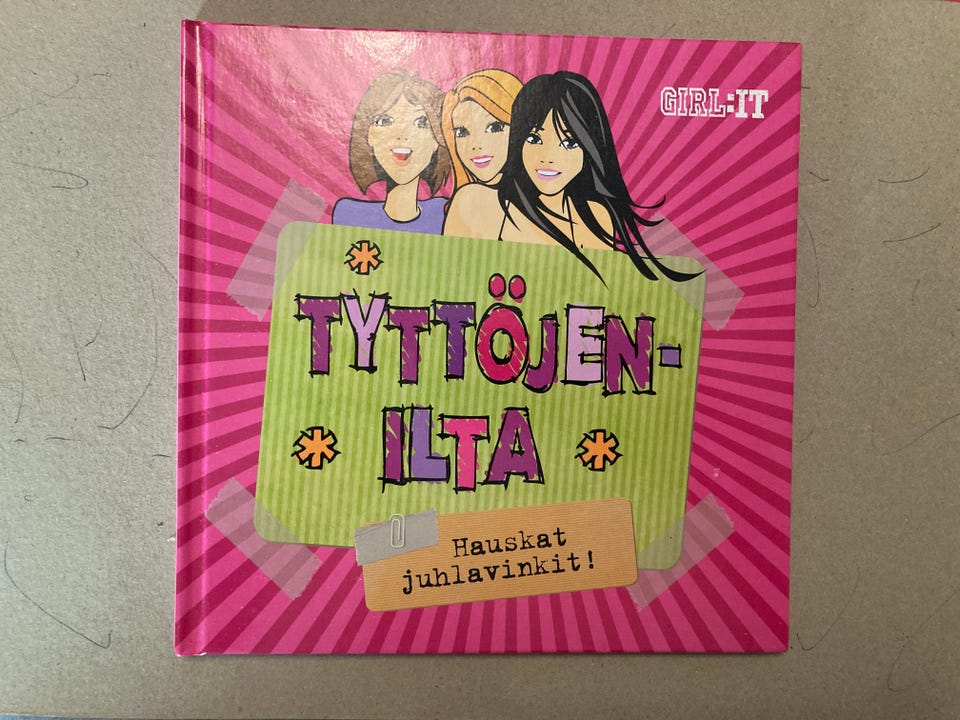 GIRL:IT
TYTTÖJEN-
ILTA
Hauskat
juhlavinkit!